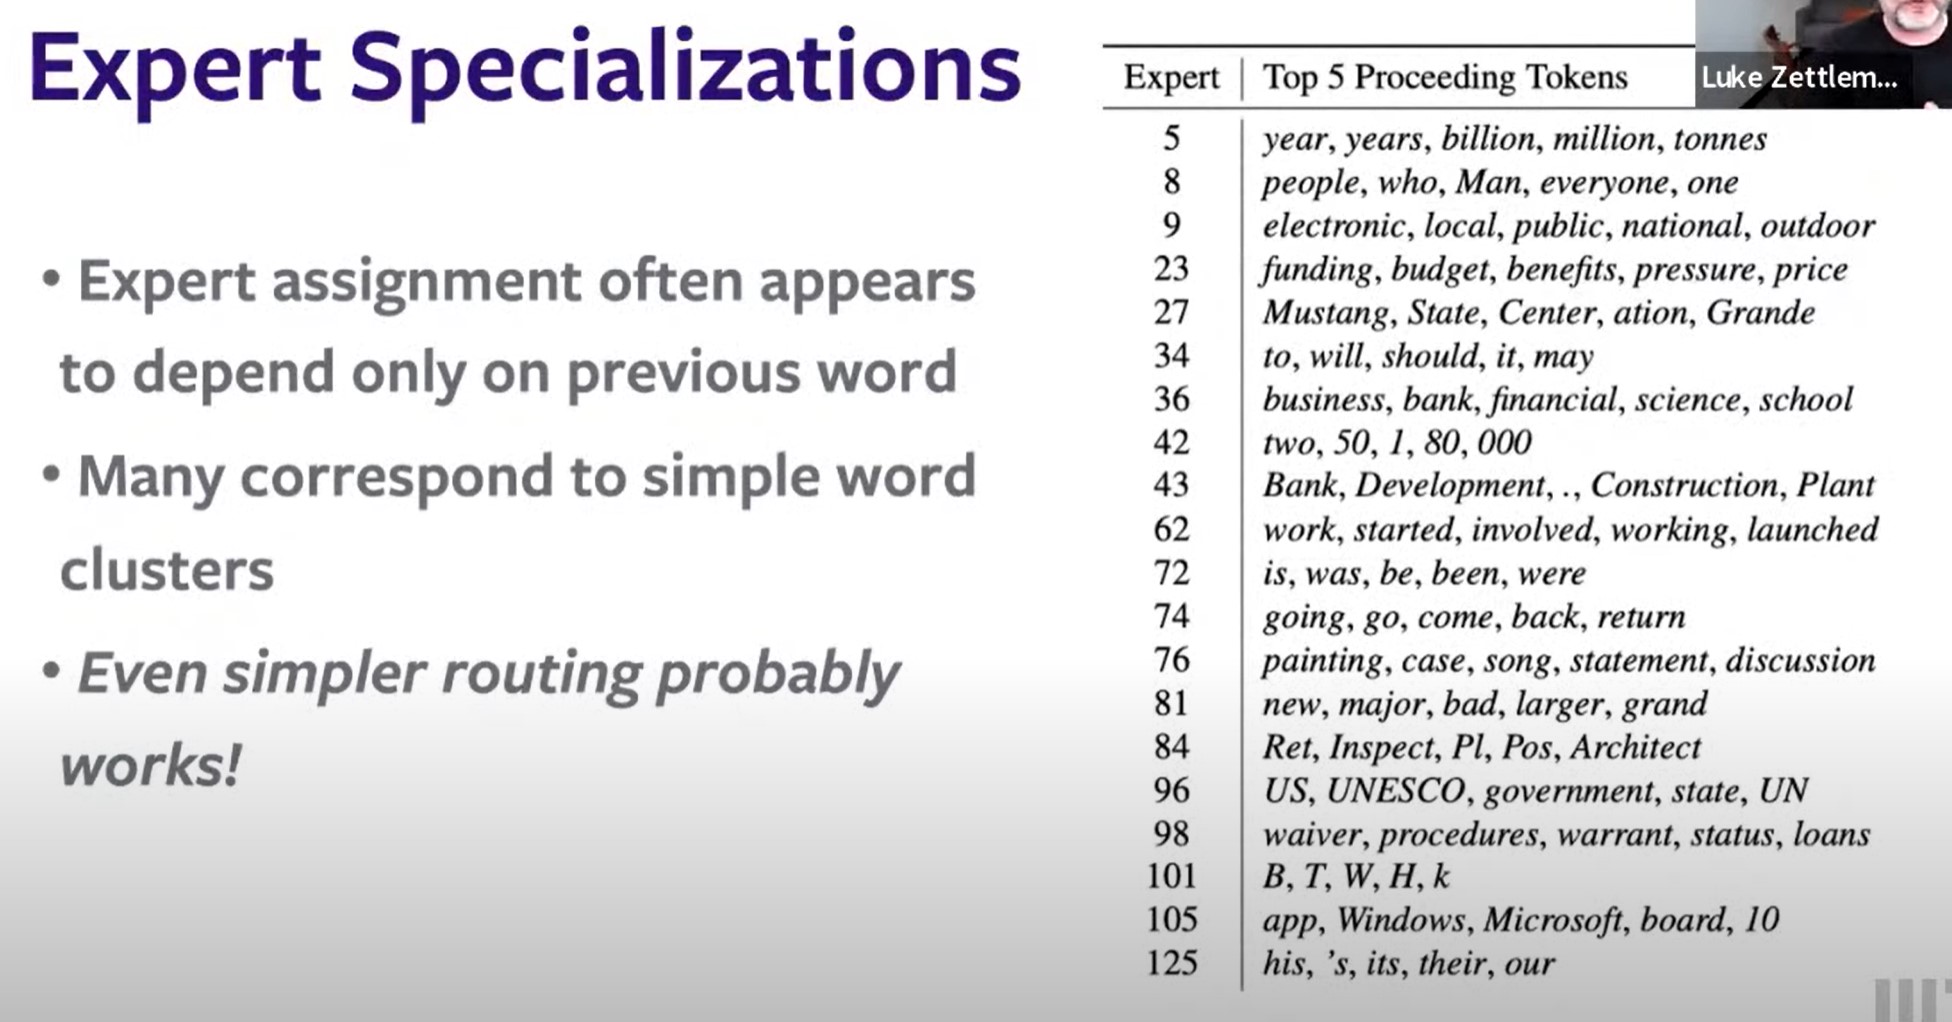 Expert Specializations
• Expert assignment often appears
to depend only on previous word
• Many correspond to simple word
clusters
• Even simpler routing probably
works!
Expert | Top 5 Proceeding Tokens
5 | year, years, billion, million, tonnes
8 | people, who, Man, everyone, one
9 | electronic, local, public, national, outdoor
23 | funding, budget, benefits, pressure, price
27 | Mustang, State, Center, ation, Grande
34 | to, will, should, it, may
36 | business, bank, financial, science, school
42 | two, 50, 1, 80, 000
43 | Bank, Development, ., Construction, Plant
62 | work, started, involved, working, launched
72 | is, was, be, been, were
74 | going, go, come, back, return
76 | painting, case, song, statement, discussion
81 | new, major, bad, larger, grand
84 | Ret, Inspect, Pl, Pos, Architect
96 | US, UNESCO, government, state, UN
98 | waiver, procedures, warrant, status, loans
101 | B, T, W, H, k
105 | app, Windows, Microsoft, board, 10
125 | his, 's, its, their, our
Luke Zettlem...